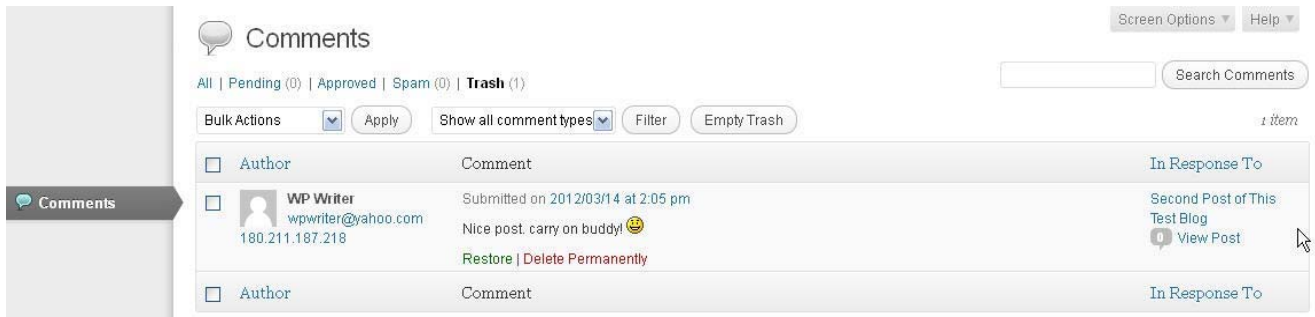 Screen Options Help
Comments
All | Pending (0) | Approved | Spam (0) | Trash (1)
Search Comments
Bulk Actions Apply Show all comment types Filter Empty Trash 1 item
Author Comment In Response To
Comments
WP Writer Submitted on 2012/03/14 at 2:05 pm Second Post of This
wpwriter@yahoo.com Nice post. carry on buddy! Test Blog
180.211.187.218 0 View Post
Restore | Delete Permanently
Author Comment In Response To